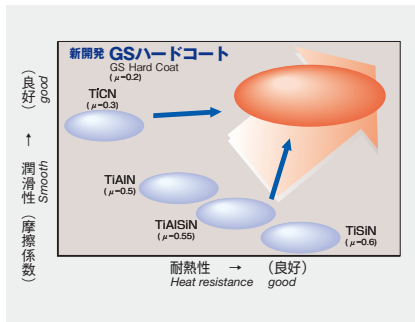 新開発 GSハードコート
GS Hard Coat
(μ=0.2)
TiCN
(μ=0.3)
TiAlN
(μ=0.5)
TiAlSiN
(μ=0.55)
TiSiN
(μ=0.6)
潤滑性 (摩擦係数) → (良好)
Smooth good
耐熱性 → (良好)
Heat resistance good